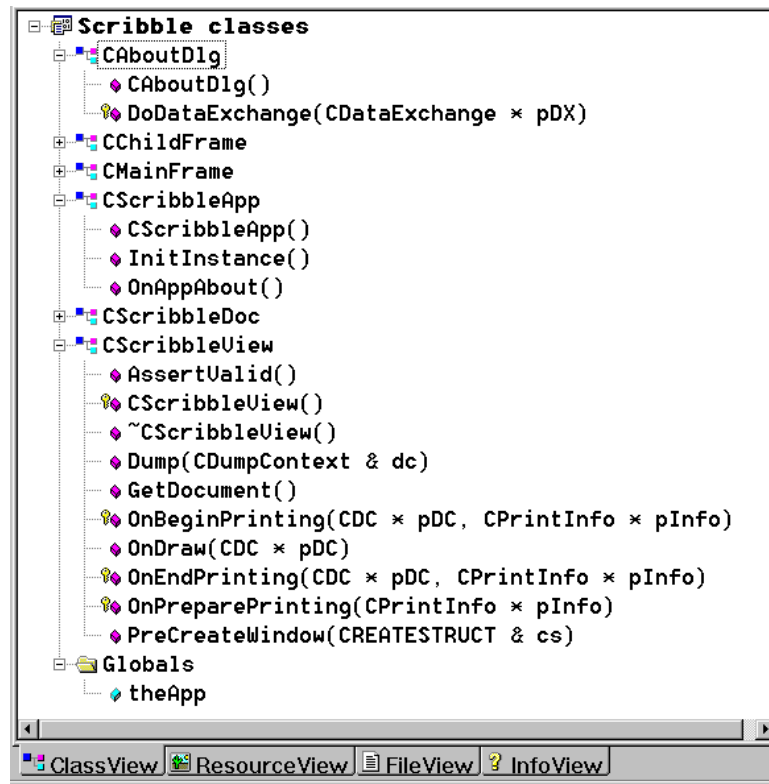 Scribble classes
CAboutDlg
CAboutDlg()
DoDataExchange(CDataExchange * pDX)
CChildFrame
CMainFrame
CScribbleApp
CScribbleApp()
InitInstance()
OnAppAbout()
CScribbleDoc
CScribbleView
AssertValid()
CScribbleView()
~CScribbleView()
Dump(CDumpContext & dc)
GetDocument()
OnBeginPrinting(CDC * pDC, CPrintInfo * pInfo)
OnDraw(CDC * pDC)
OnEndPrinting(CDC * pDC, CPrintInfo * pInfo)
OnPreparePrinting(CPrintInfo * pInfo)
PreCreateWindow(CREATESTRUCT & cs)
Globals
theApp
ClassView ResourceView FileView InfoView